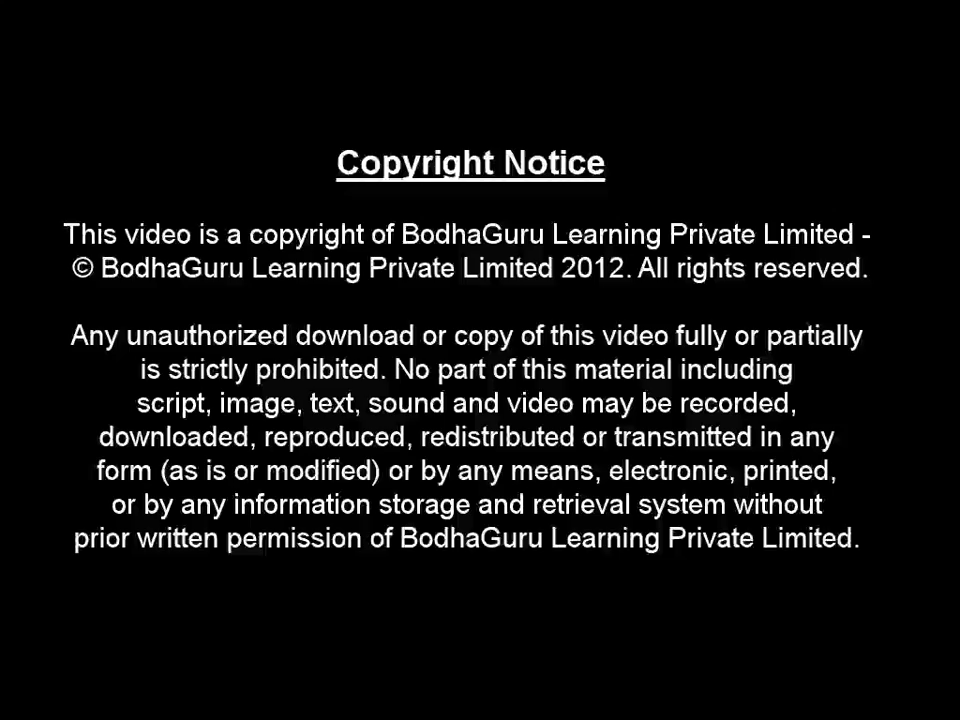 Copyright Notice
This video is a copyright of BodhaGuru Learning Private Limited -
© BodhaGuru Learning Private Limited 2012. All rights reserved.
Any unauthorized download or copy of this video fully or partially
is strictly prohibited. No part of this material including
script, image, text, sound and video may be recorded,
downloaded, reproduced, redistributed or transmitted in any
form (as is or modified) or by any means, electronic, printed,
or by any information storage and retrieval system without
prior written permission of BodhaGuru Learning Private Limited.